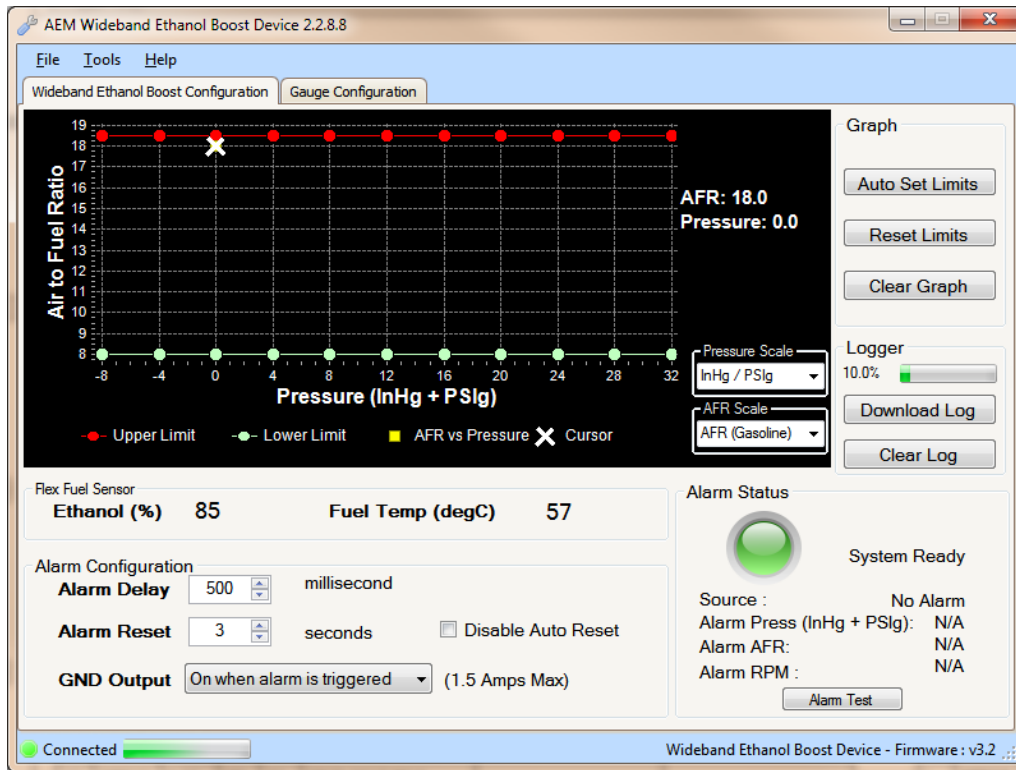 AEM Wideband Ethanol Boost Device 2.2.8.8
File Tools Help
Wideband Ethanol Boost Configuration Gauge Configuration
19
18
17
16
15
14
13
12
11
10
9
8
Air to Fuel Ratio
-8 -4 0 4 8 12 16 20 24 28 32
Pressure (InHg + PSIg)
Upper Limit Lower Limit AFR vs Pressure Cursor
AFR: 18.0
Pressure: 0.0
Pressure Scale
InHg / PSIg
AFR Scale
AFR (Gasoline)
Graph
Auto Set Limits
Reset Limits
Clear Graph
Logger
10.0%
Download Log
Clear Log
Flex Fuel Sensor
Ethanol (%) 85 Fuel Temp (degC) 57
Alarm Configuration
Alarm Delay 500 millisecond
Alarm Reset 3 seconds Disable Auto Reset
GND Output On when alarm is triggered (1.5 Amps Max)
Alarm Status
System Ready
Source : No Alarm
Alarm Press (InHg + PSIg): N/A
Alarm AFR: N/A
Alarm RPM : N/A
Alarm Test
Connected
Wideband Ethanol Boost Device - Firmware : v3.2